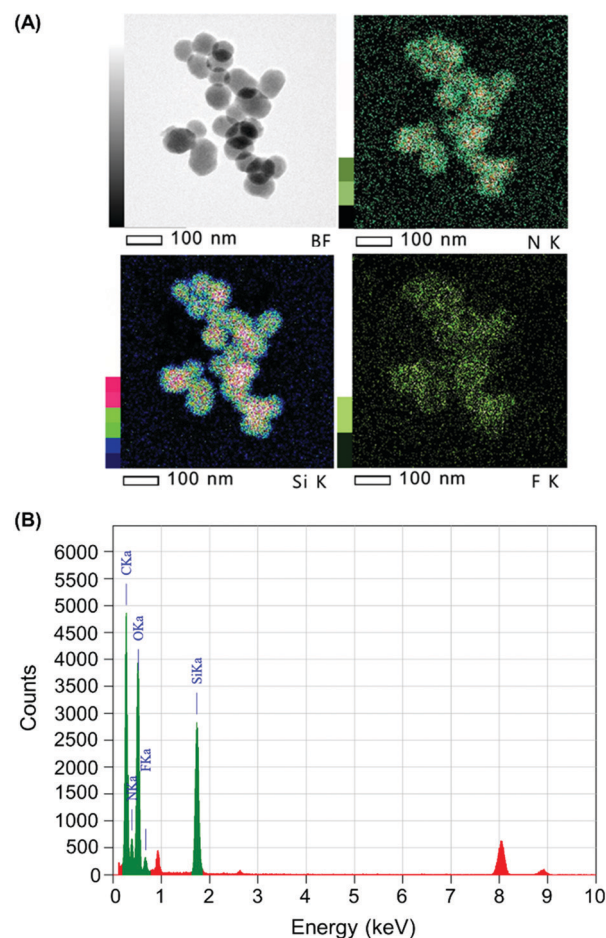 (A)
100 nm
BF
100 nm
N K
100 nm
Si K
100 nm
F K
(B)
6000
5500
5000
4500
4000
3500
3000
2500
2000
1500
1000
500
0
Counts
CKa
OKa
NKa
FKa
SiKa
0 1 2 3 4 5 6 7 8 9 10
Energy (keV)